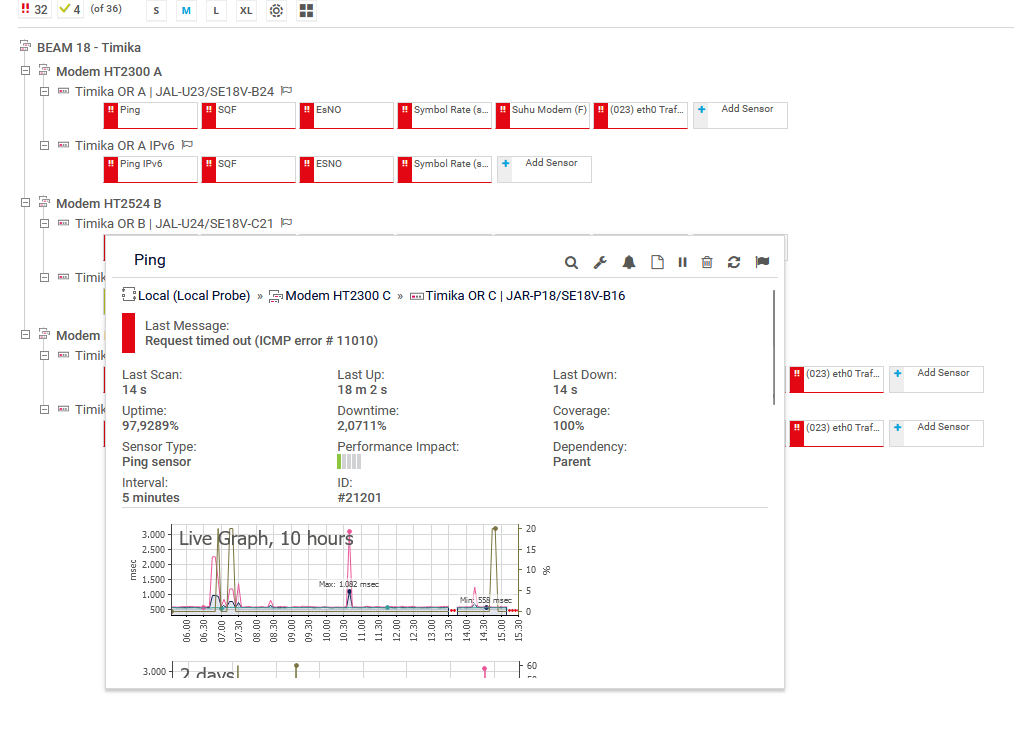 32 4 (of 36) S M L XL
BEAM 18 - Timika
Modem HT2300 A
Timika OR A | JAL-U23/SE18V-B24
Ping SQF EsNO Symbol Rate (s... Suhu Modem (F) (023) eth0 Traf... + Add Sensor
Timika OR A IPv6
Ping IPv6 SQF ESNO Symbol Rate (s... + Add Sensor
Modem HT2524 B
Timika OR B | JAL-U24/SE18V-C21
Ping
Timik
Local (Local Probe) » Modem HT2300 C » Timika OR C | JAR-P18/SE18V-B16
Last Message:
Request timed out (ICMP error # 11010)
Modem
Timik
(023) eth0 Traf... + Add Sensor
Last Scan: Last Up: Last Down:
14 s 18 m 2 s 14 s
Uptime: Downtime: Coverage:
97,9289% 2,0711% 100%
Timik
(023) eth0 Traf... + Add Sensor
Sensor Type: Performance Impact: Dependency:
Ping sensor Parent
Interval: ID:
5 minutes #21201
Live Graph, 10 hours
msec
3.000
2.500
2.000
1.500
1.000
500
20
15
10
5
0
%
Max: 1.082 msec
Min: 558 msec
06.00 06.30 07.00 07.30 08.00 08.30 09.00 09.30 10.00 10.30 11.00 11.30 12.00 12.30 13.00 13.30 14.00 14.30 15.00 15.30
2 days
3.000
60